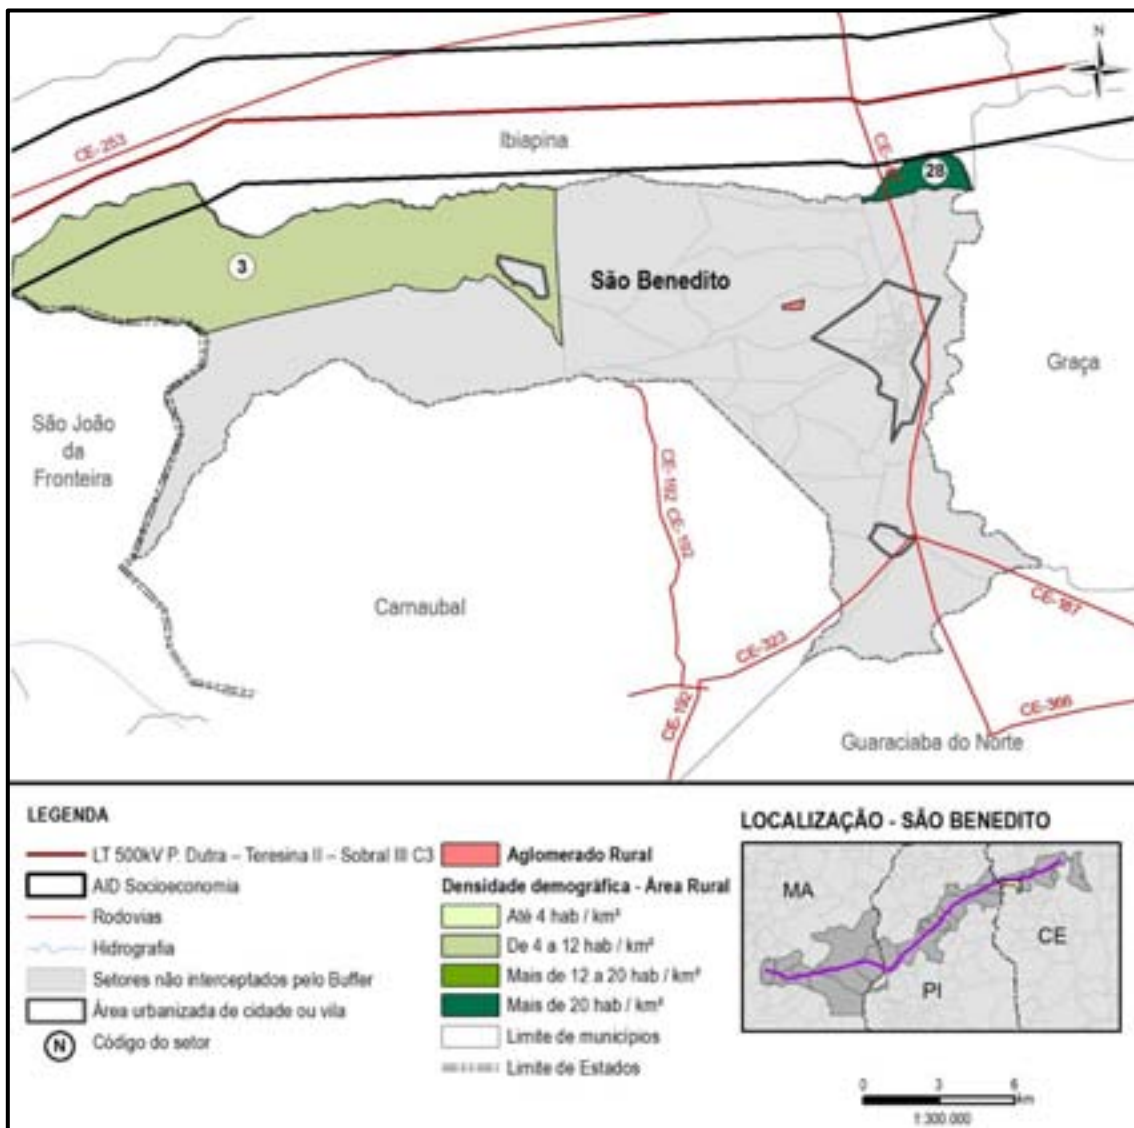 N
CE-253
Ibiapina
CE-
28
3
São Benedito
Graça
São João
da
Fronteira
CE-192
CE-192
Carnaubal
CE-187
CE-323
CE-192
CE-366
Guaraciaba do Norte
LEGENDA
LT 500kV P. Dutra – Teresina II – Sobral III C3
AID Socioeconomia
Rodovias
Hidrografia
Setores não interceptados pelo Buffer
Área urbanizada de cidade ou vila
N
Código do setor
Aglomerado Rural
Densidade demográfica - Área Rural
Até 4 hab / km²
De 4 a 12 hab / km²
Mais de 12 a 20 hab / km²
Mais de 20 hab / km²
Limite de municípios
Limite de Estados
LOCALIZAÇÃO - SÃO BENEDITO
MA
PI
CE
0 3 6
km
1:300.000